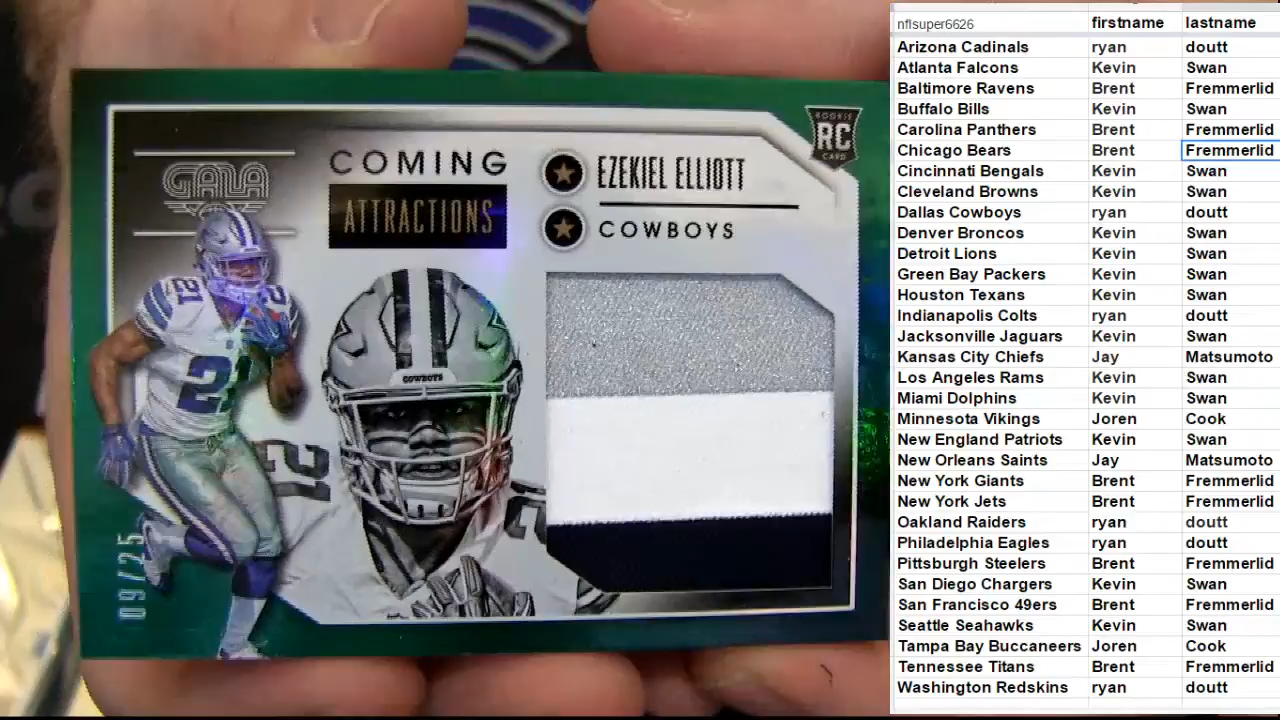 GALA
COMING
ATTRACTIONS
EZEKIEL ELLIOTT
COWBOYS
ROOKIE
RC
CARD
21
2
COWBOYS
21
21
2
09/25
nflsuper6626 firstname lastname
Arizona Cadinals ryan doutt
Atlanta Falcons Kevin Swan
Baltimore Ravens Brent Fremmerlid
Buffalo Bills Kevin Swan
Carolina Panthers Brent Fremmerlid
Chicago Bears Brent Fremmerlid
Cincinnati Bengals Kevin Swan
Cleveland Browns Kevin Swan
Dallas Cowboys ryan doutt
Denver Broncos Kevin Swan
Detroit Lions Kevin Swan
Green Bay Packers Kevin Swan
Houston Texans Kevin Swan
Indianapolis Colts ryan doutt
Jacksonville Jaguars Kevin Swan
Kansas City Chiefs Jay Matsumoto
Los Angeles Rams Kevin Swan
Miami Dolphins Kevin Swan
Minnesota Vikings Joren Cook
New England Patriots Kevin Swan
New Orleans Saints Jay Matsumoto
New York Giants Brent Fremmerlid
New York Jets Brent Fremmerlid
Oakland Raiders ryan doutt
Philadelphia Eagles ryan doutt
Pittsburgh Steelers Brent Fremmerlid
San Diego Chargers Kevin Swan
San Francisco 49ers Brent Fremmerlid
Seattle Seahawks Kevin Swan
Tampa Bay Buccaneers Joren Cook
Tennessee Titans Brent Fremmerlid
Washington Redskins ryan doutt